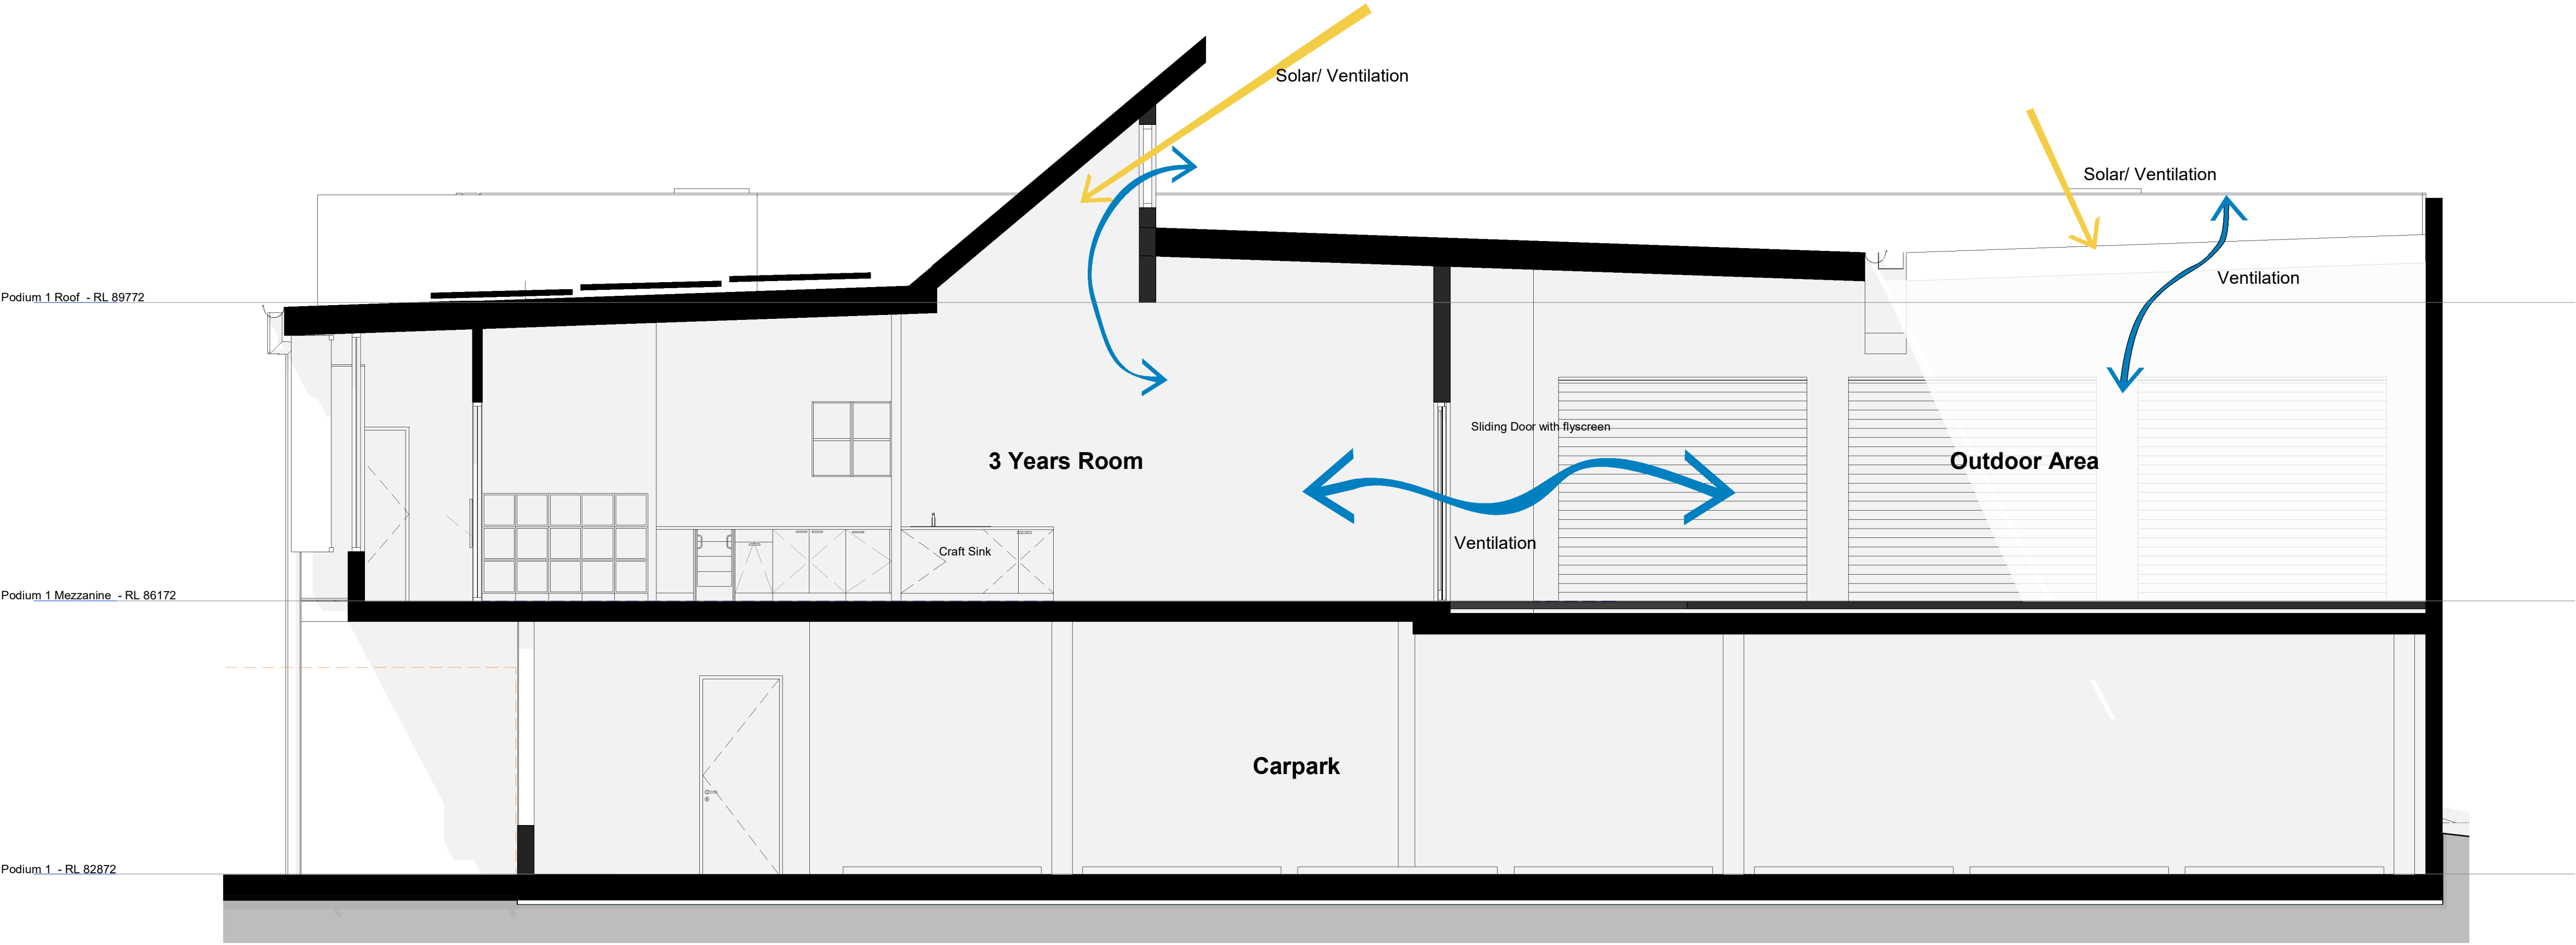 Solar/ Ventilation
Solar/ Ventilation
Ventilation
Podium 1 Roof - RL 89772
Sliding Door with flyscreen
3 Years Room
Outdoor Area
Ventilation
Craft Sink
Podium 1 Mezzanine - RL 86172
Carpark
Podium 1 - RL 82872